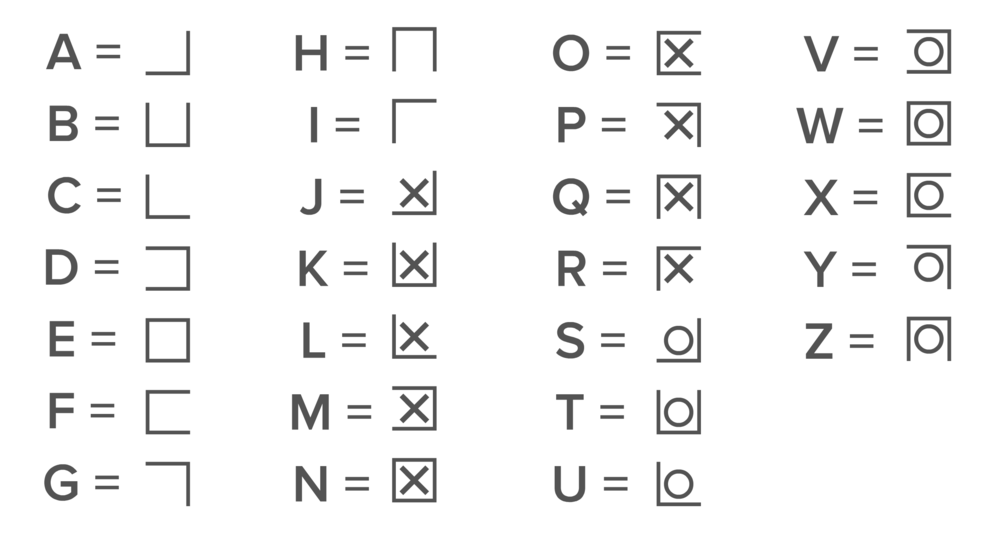 A =
B =
C =
D =
E =
F =
G =
H =
I =
J =
K =
L =
M =
N =
O =
P =
Q =
R =
S =
T =
U =
V =
W =
X =
Y =
Z =